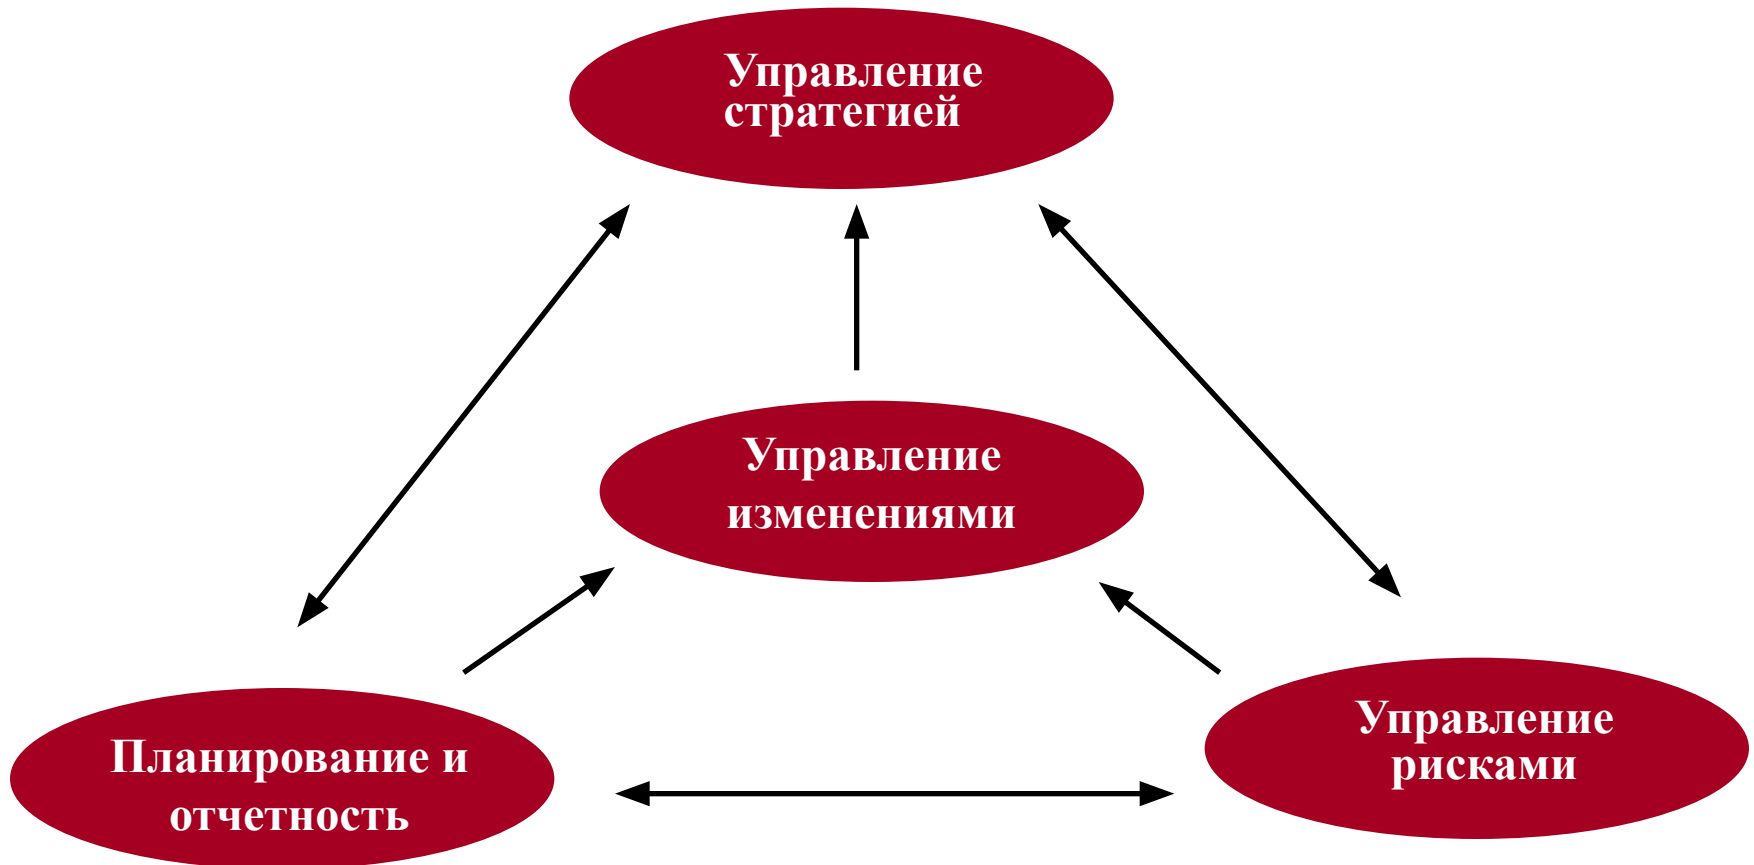 Управление
стратегией
Управление
изменениями
Планирование и
отчетность
Управление
рисками